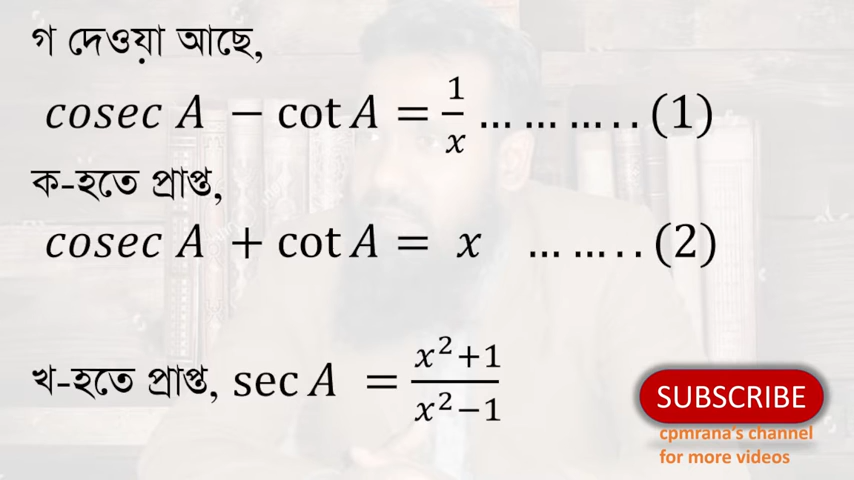 গ দেওয়া আছে,
cosec A − cot A = 1/x ... ... ... . . (1)
ক-হতে প্রাপ্ত,
cosec A + cot A = x ... ... . . (2)
খ-হতে প্রাপ্ত, sec A = x²+1/x²−1
SUBSCRIBE
cpmrana's channel
for more videos